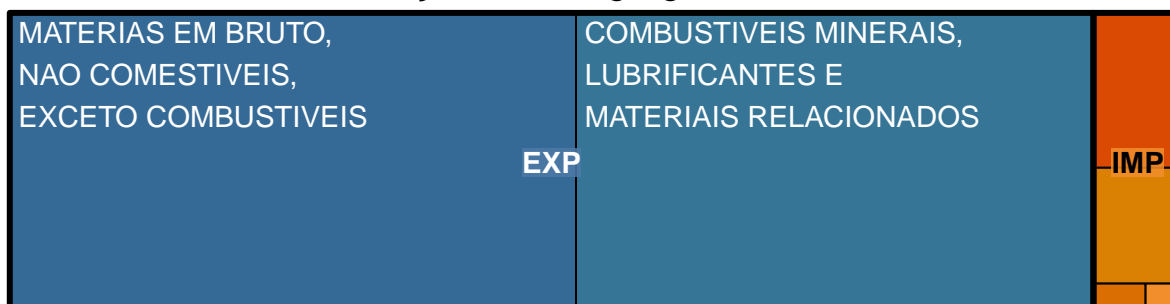 MATERIAS EM BRUTO,
NAO COMESTIVEIS,
EXCETO COMBUSTIVEIS
COMBUSTIVEIS MINERAIS,
LUBRIFICANTES E
MATERIAIS RELACIONADOS
EXP
IMP